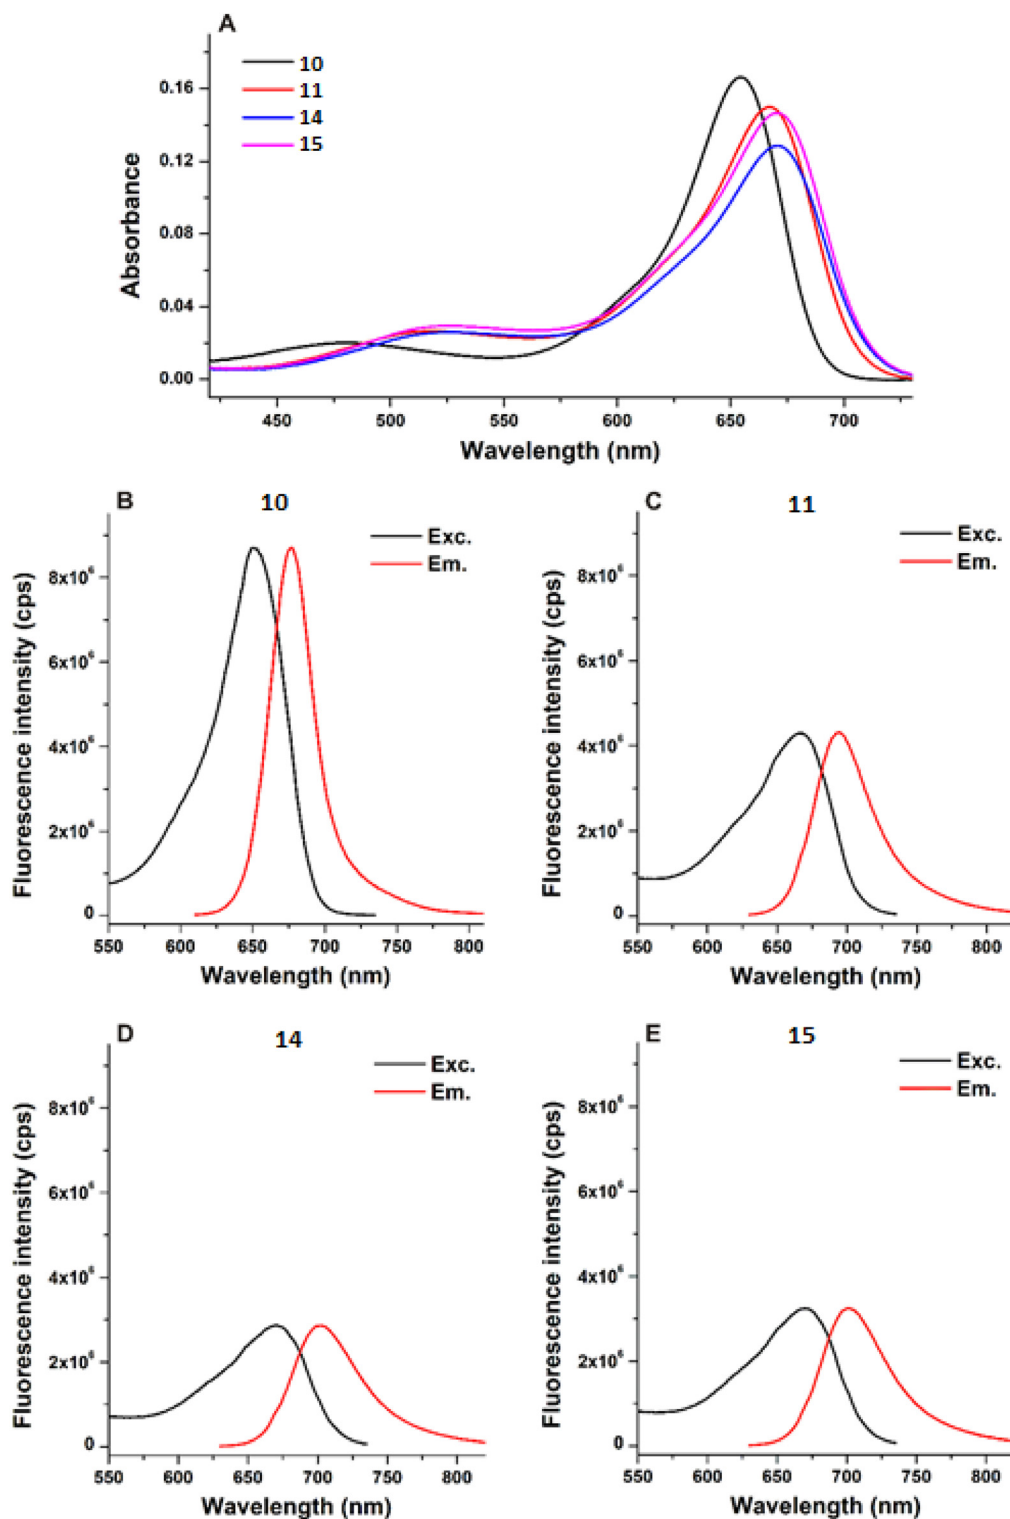 A
10
11
14
15
0.16
0.12
0.08
0.04
0.00
Absorbance
450 500 550 600 650 700
Wavelength (nm)
B 10
Exc.
Em.
8x10⁶
6x10⁶
4x10⁶
2x10⁶
0
Fluorescence intensity (cps)
550 600 650 700 750 800
Wavelength (nm)
C 11
Exc.
Em.
8x10⁶
6x10⁶
4x10⁶
2x10⁶
0
Fluorescence intensity (cps)
550 600 650 700 750 800
Wavelength (nm)
D 14
Exc.
Em.
8x10⁶
6x10⁶
4x10⁶
2x10⁶
0
Fluorescence intensity (cps)
550 600 650 700 750 800
Wavelength (nm)
E 15
Exc.
Em.
8x10⁶
6x10⁶
4x10⁶
2x10⁶
0
Fluorescence intensity (cps)
550 600 650 700 750 800
Wavelength (nm)